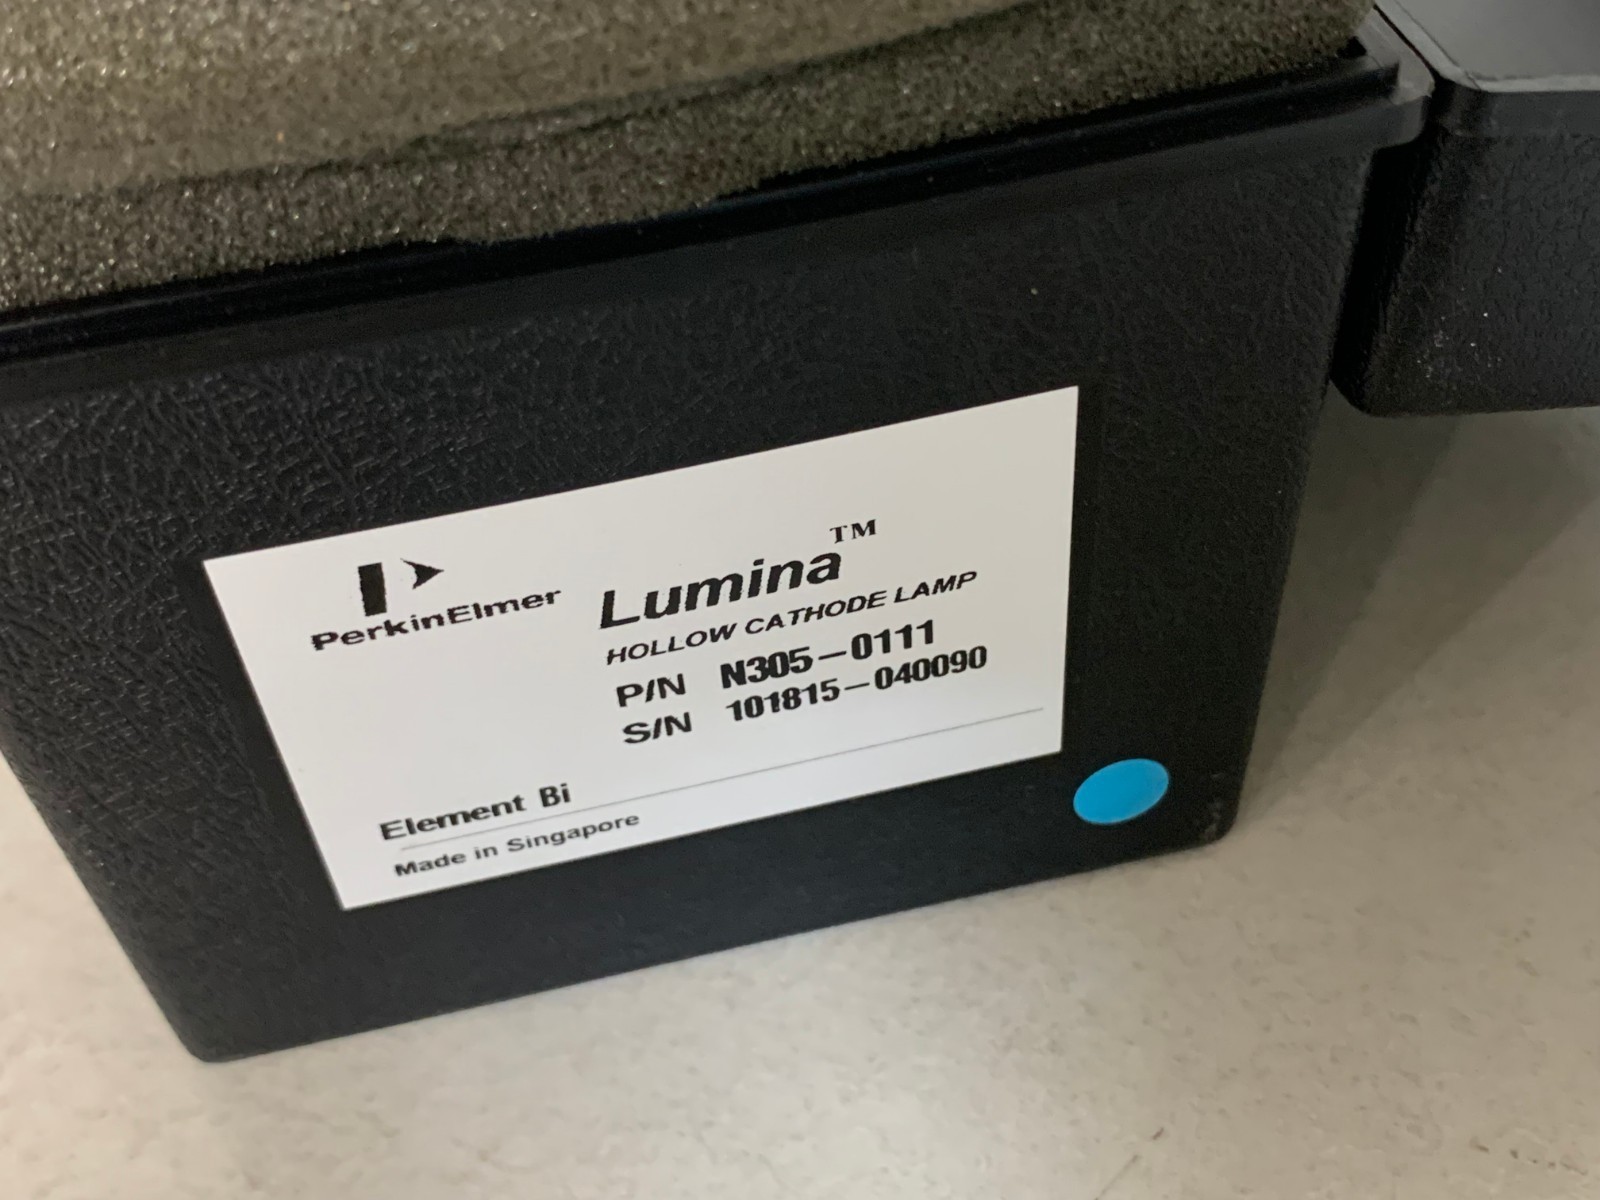 PerkinElmer
Lumina™
HOLLOW CATHODE LAMP
P/N N305-0111
S/N 101815-040090
Element Bi
Made in Singapore